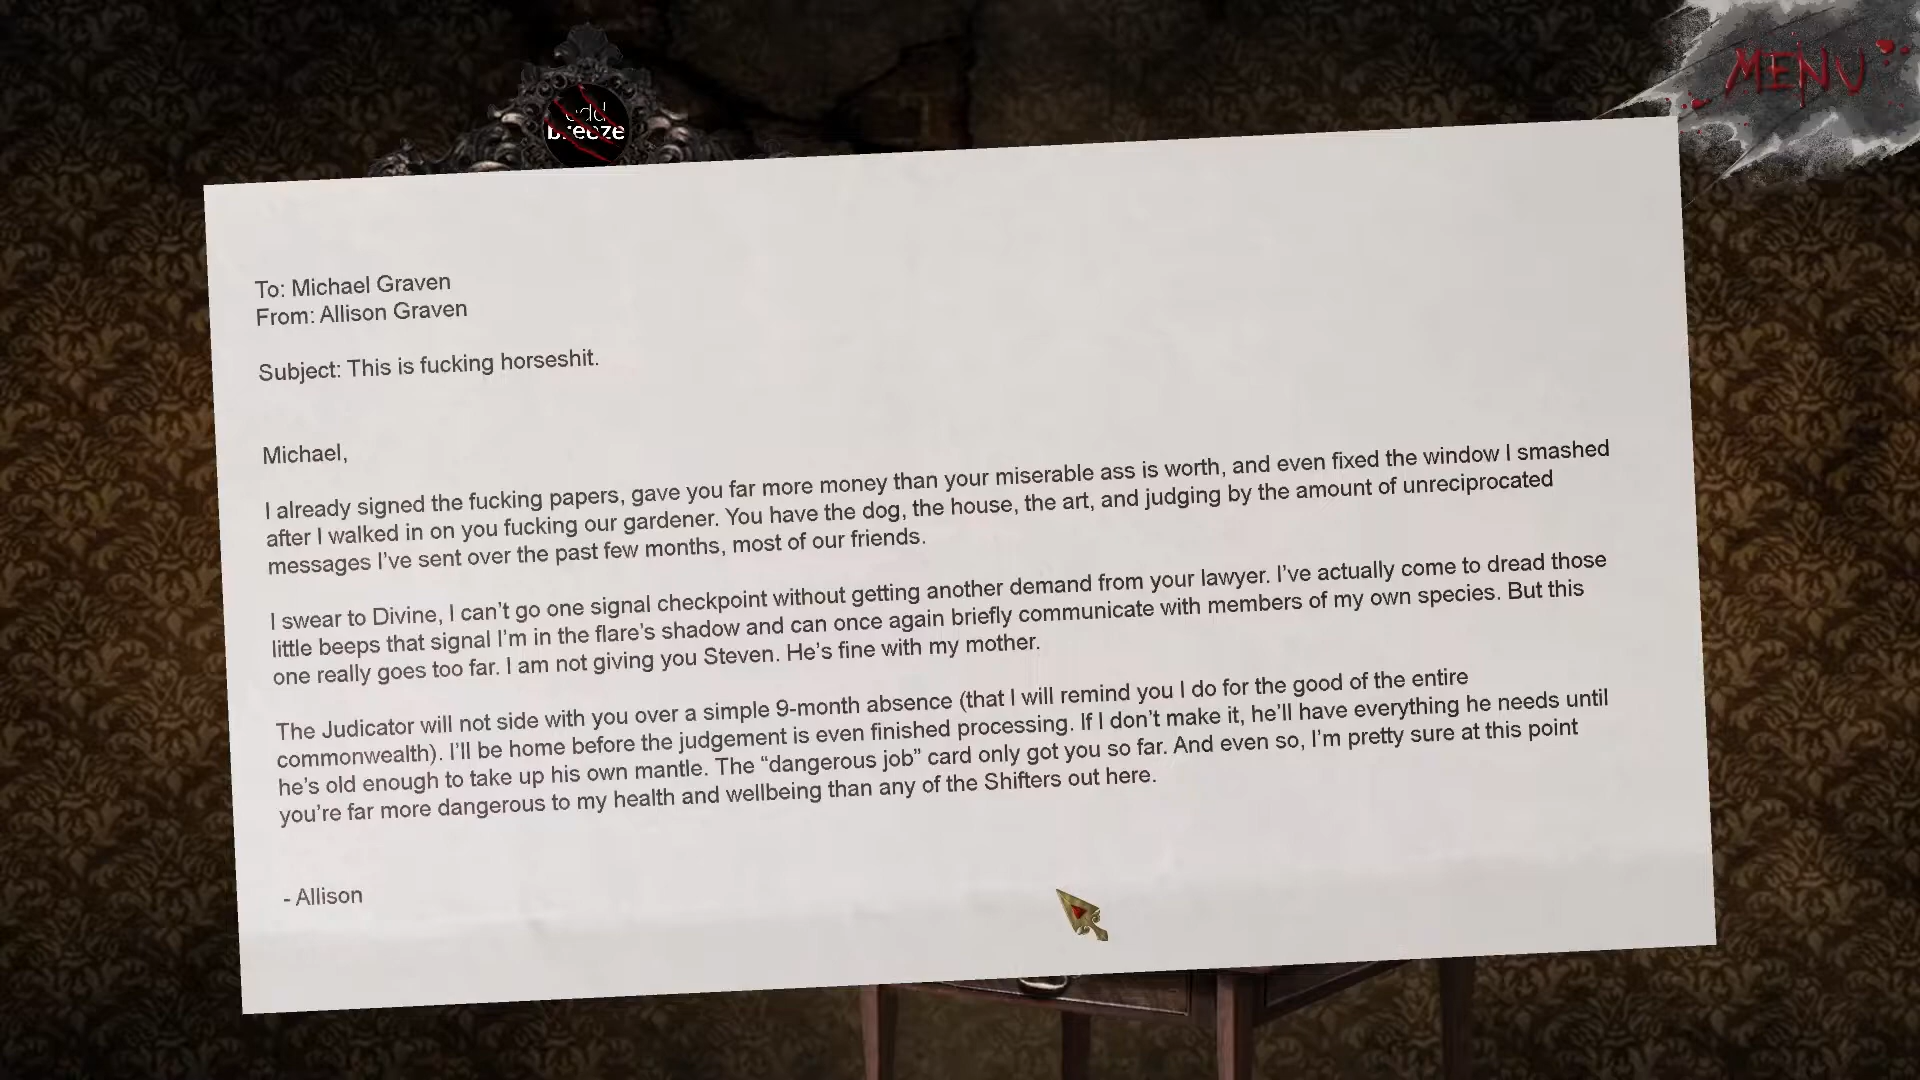 odd
breeze
MENU
To: Michael Graven
From: Allison Graven
Subject: This is fucking horseshit.
Michael,
I already signed the fucking papers, gave you far more money than your miserable ass is worth, and even fixed the window I smashed
after I walked in on you fucking our gardener. You have the dog, the house, the art, and judging by the amount of unreciprocated
messages I've sent over the past few months, most of our friends.
I swear to Divine, I can't go one signal checkpoint without getting another demand from your lawyer. I've actually come to dread those
little beeps that signal I'm in the flare's shadow and can once again briefly communicate with members of my own species. But this
one really goes too far. I am not giving you Steven. He's fine with my mother.
The Judicator will not side with you over a simple 9-month absence (that I will remind you I do for the good of the entire
commonwealth). I'll be home before the judgement is even finished processing. If I don't make it, he'll have everything he needs until
he's old enough to take up his own mantle. The “dangerous job” card only got you so far. And even so, I'm pretty sure at this point
you're far more dangerous to my health and wellbeing than any of the Shifters out here.
- Allison